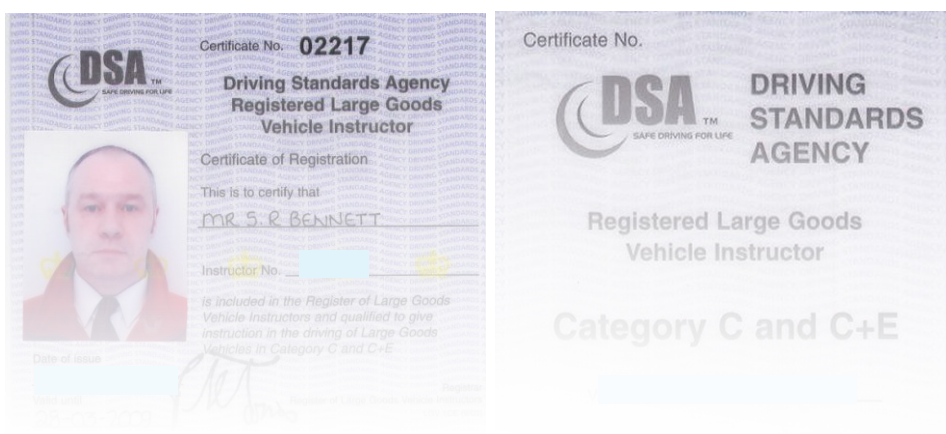 DSA TM
SAFE DRIVING FOR LIFE
Certificate No. 02217
Driving Standards Agency
Registered Large Goods
Vehicle Instructor
Certificate of Registration
This is to certify that
MR S. R BENNETT
Instructor No.
is included in the Register of Large Goods
Vehicle Instructors and qualified to give
instruction in the driving of Large Goods
Vehicles in Category C and C+E
Date of issue
Certificate No.
DSA TM
SAFE DRIVING FOR LIFE
DRIVING
STANDARDS
AGENCY
Registered Large Goods
Vehicle Instructor
Category C and C+E